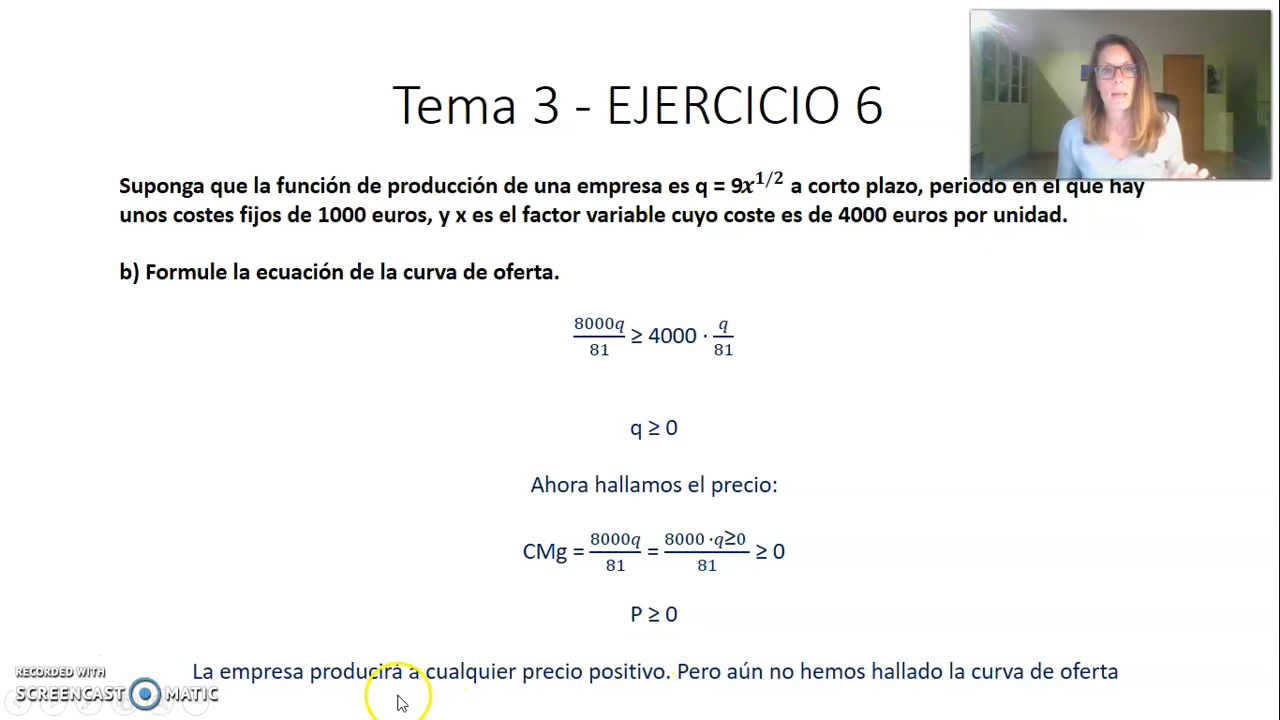 Tema 3 - EJERCICIO 6
Suponga que la función de producción de una empresa es q = 9𝑥^1/2 a corto plazo, periodo en el que hay
unos costes fijos de 1000 euros, y x es el factor variable cuyo coste es de 4000 euros por unidad.
b) Formule la ecuación de la curva de oferta.
8000q/81 ≥ 4000 · q/81
q ≥ 0
Ahora hallamos el precio:
CMg = 8000q/81 = 8000 ·q≥0/81 ≥ 0
P ≥ 0
La empresa producirá a cualquier precio positivo. Pero aún no hemos hallado la curva de oferta
RECORDED WITH
SCREENCAST MATIC